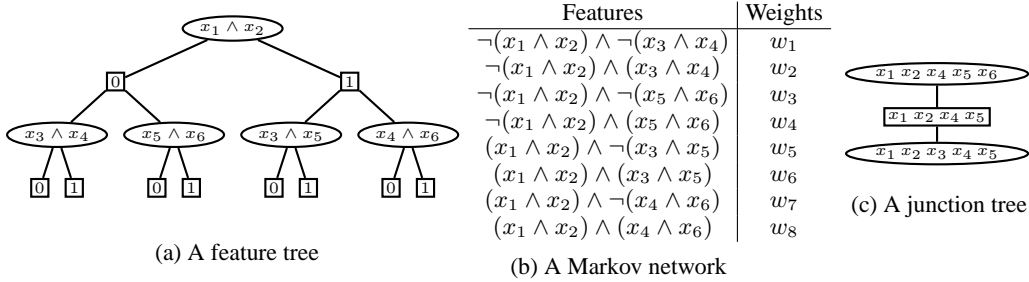 x₁ ∧ x₂
0 1
x₃ ∧ x₄ x₅ ∧ x₆ x₃ ∧ x₅ x₄ ∧ x₆
0 1 0 1 0 1 0 1
(a) A feature tree
Features Weights
¬(x₁ ∧ x₂) ∧ ¬(x₃ ∧ x₄) w₁
¬(x₁ ∧ x₂) ∧ (x₃ ∧ x₄) w₂
¬(x₁ ∧ x₂) ∧ ¬(x₅ ∧ x₆) w₃
¬(x₁ ∧ x₂) ∧ (x₅ ∧ x₆) w₄
(x₁ ∧ x₂) ∧ ¬(x₃ ∧ x₅) w₅
(x₁ ∧ x₂) ∧ (x₃ ∧ x₅) w₆
(x₁ ∧ x₂) ∧ ¬(x₄ ∧ x₆) w₇
(x₁ ∧ x₂) ∧ (x₄ ∧ x₆) w₈
(b) A Markov network
x₁ x₂ x₄ x₅ x₆
x₁ x₂ x₄ x₅
x₁ x₂ x₃ x₄ x₅
(c) A junction tree